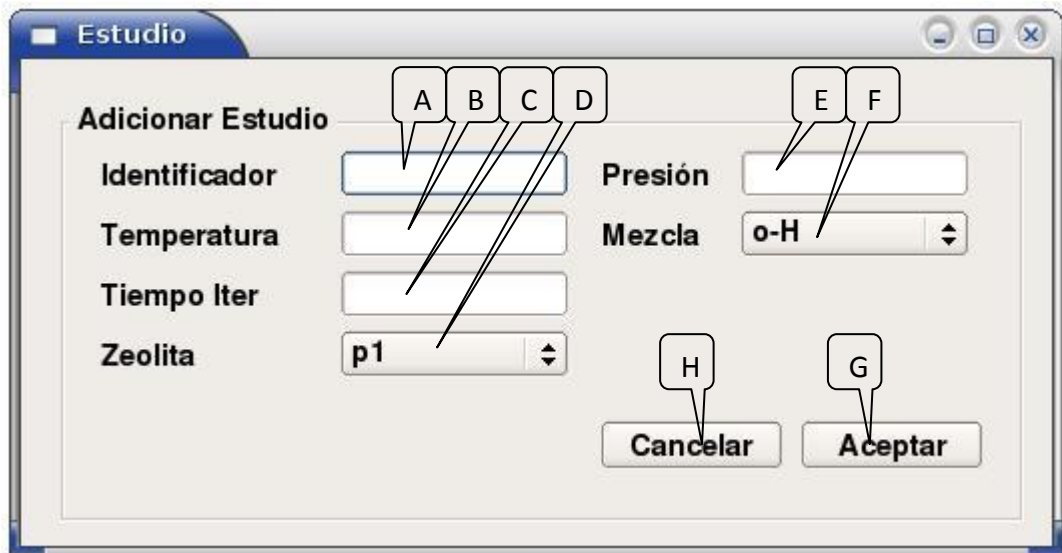 Estudio
A B C D E F
Adicionar Estudio
Identificador Presión
Temperatura Mezcla o-H
Tiempo Iter
Zeolita p1
H G
Cancelar Aceptar